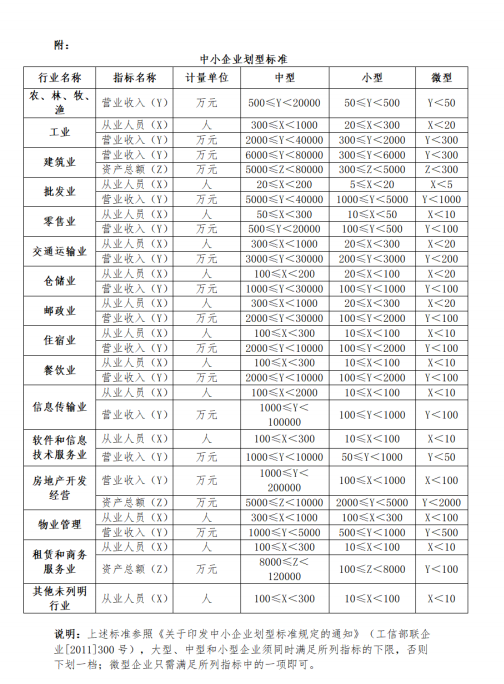 附：
中小企业划型标准
行业名称 指标名称 计量单位 中型 小型 微型
农、林、牧、渔 营业收入（Y） 万元 500≤Y＜20000 50≤Y＜500 Y＜50
工业 从业人员（X） 人 300≤X＜1000 20≤X＜300 X＜20
营业收入（Y） 万元 2000≤Y＜40000 300≤Y＜2000 Y＜300
建筑业 营业收入（Y） 万元 6000≤Y＜80000 300≤Y＜6000 Y＜300
资产总额（Z） 万元 5000≤Z＜80000 300≤Z＜5000 Z＜300
批发业 从业人员（X） 人 20≤X＜200 5≤X＜20 X＜5
营业收入（Y） 万元 5000≤Y＜40000 1000≤Y＜5000 Y＜1000
零售业 从业人员（X） 人 50≤X＜300 10≤X＜50 X＜10
营业收入（Y） 万元 500≤Y＜20000 100≤Y＜500 Y＜100
交通运输业 从业人员（X） 人 300≤X＜1000 20≤X＜300 X＜20
营业收入（Y） 万元 3000≤Y＜30000 200≤Y＜3000 Y＜200
仓储业 从业人员（X） 人 100≤X＜200 20≤X＜100 X＜20
营业收入（Y） 万元 1000≤Y＜30000 100≤Y＜1000 Y＜100
邮政业 从业人员（X） 人 300≤X＜1000 20≤X＜300 X＜20
营业收入（Y） 万元 2000≤Y＜30000 100≤Y＜2000 Y＜100
住宿业 从业人员（X） 人 100≤X＜300 10≤X＜100 X＜10
营业收入（Y） 万元 2000≤Y＜10000 100≤Y＜2000 Y＜100
餐饮业 从业人员（X） 人 100≤X＜300 10≤X＜100 X＜10
营业收入（Y） 万元 2000≤Y＜10000 100≤Y＜2000 Y＜100
信息传输业 从业人员（X） 人 100≤X＜2000 10≤X＜100 X＜10
营业收入（Y） 万元 1000≤Y＜100000 100≤Y＜1000 Y＜100
软件和信息技术服务业 从业人员（X） 人 100≤X＜300 10≤X＜100 X＜10
营业收入（Y） 万元 1000≤Y＜10000 50≤Y＜1000 Y＜50
房地产开发经营 营业收入（Y） 万元 1000≤Y＜200000 100≤X＜1000 X＜100
资产总额（Z） 万元 5000≤Z＜10000 2000≤Y＜5000 Y＜2000
物业管理 从业人员（X） 人 300≤X＜1000 100≤X＜300 X＜100
营业收入（Y） 万元 1000≤Y＜5000 500≤Y＜1000 Y＜500
租赁和商务服务业 从业人员（X） 人 100≤X＜300 10≤X＜100 X＜10
资产总额（Z） 万元 8000≤Z＜120000 100≤Z＜8000 Y＜100
其他未列明行业 从业人员（X） 人 100≤X＜300 10≤X＜100 X＜10
说明：上述标准参照《关于印发中小企业划型标准规定的通知》（工信部联企
业[2011]300号），大型、中型和小型企业须同时满足所列指标的下限，否则
下划一档；微型企业只需满足所列指标中的一项即可。